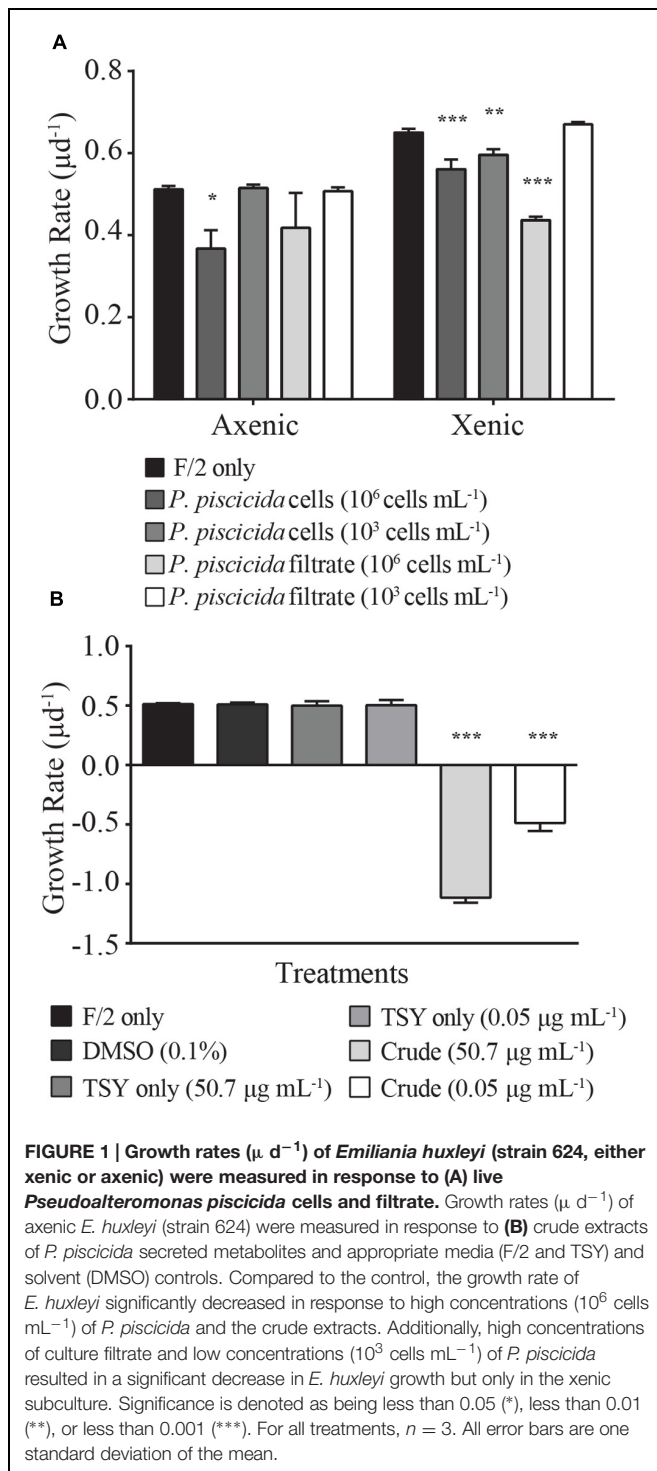 A
Growth Rate (μd⁻¹)
0.8
0.6
0.4
0.2
0.0
*
***
**
***
Axenic
Xenic
F/2 only
P. piscicida cells (10⁶ cells mL⁻¹)
P. piscicida cells (10³ cells mL⁻¹)
P. piscicida filtrate (10⁶ cells mL⁻¹)
P. piscicida filtrate (10³ cells mL⁻¹)
B
Growth Rate (μd⁻¹)
1.0
0.5
0.0
-0.5
-1.0
-1.5
***
***
Treatments
F/2 only
DMSO (0.1%)
TSY only (50.7 μg mL⁻¹)
TSY only (0.05 μg mL⁻¹)
Crude (50.7 μg mL⁻¹)
Crude (0.05 μg mL⁻¹)
FIGURE 1 | Growth rates (μ d⁻¹) of Emiliania huxleyi (strain 624, either
xenic or axenic) were measured in response to (A) live
Pseudoalteromonas piscicida cells and filtrate. Growth rates (μ d⁻¹) of
axenic E. huxleyi (strain 624) were measured in response to (B) crude extracts
of P. piscicida secreted metabolites and appropriate media (F/2 and TSY) and
solvent (DMSO) controls. Compared to the control, the growth rate of
E. huxleyi significantly decreased in response to high concentrations (10⁶ cells
mL⁻¹) of P. piscicida and the crude extracts. Additionally, high concentrations
of culture filtrate and low concentrations (10³ cells mL⁻¹) of P. piscicida
resulted in a significant decrease in E. huxleyi growth but only in the xenic
subculture. Significance is denoted as being less than 0.05 (*), less than 0.01
(**), or less than 0.001 (***). For all treatments, n = 3. All error bars are one
standard deviation of the mean.